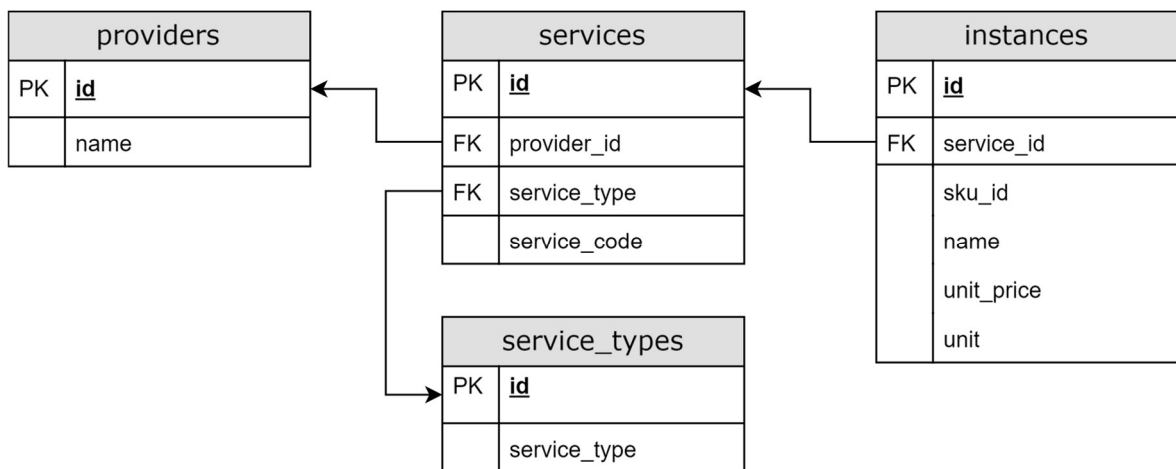 providers
PK id
name
services
PK id
FK provider_id
FK service_type
service_code
instances
PK id
FK service_id
sku_id
name
unit_price
unit
service_types
PK id
service_type